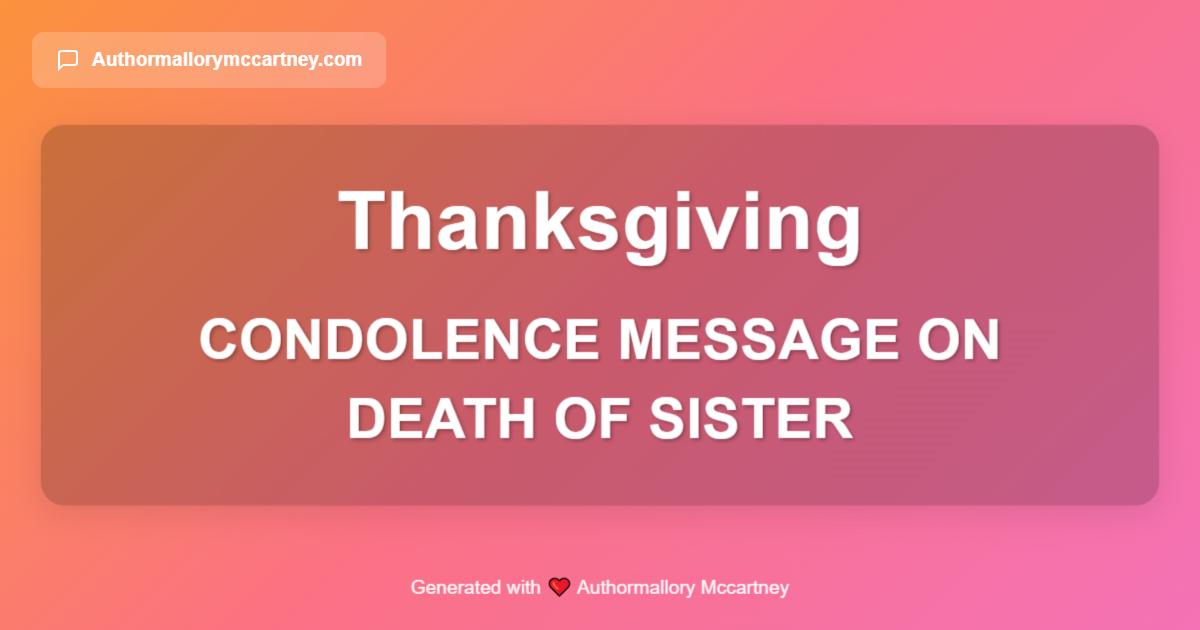 Authormallorymccartney.com
Thanksgiving
CONDOLENCE MESSAGE ON
DEATH OF SISTER
Generated with ❤️ Authormallory Mccartney